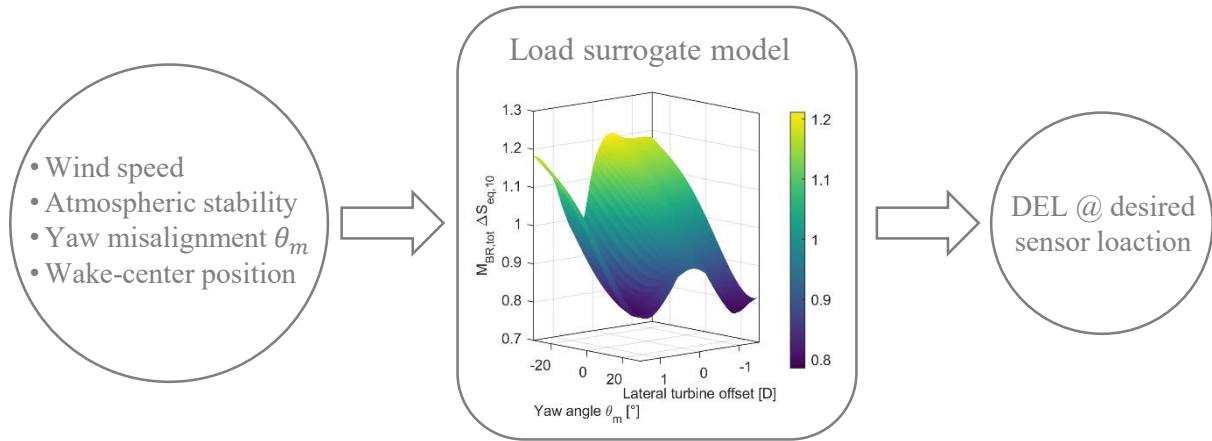 • Wind speed
• Atmospheric stability
• Yaw misalignment θm
• Wake-center position
Load surrogate model
1.3
1.2
1.1
1
0.9
0.8
0.7
MBR,tot ΔSeq,10
-20
0
20
Yaw angle θm [°]
1
0
-1
Lateral turbine offset [D]
1.2
1.1
1
0.9
0.8
DEL @ desired
sensor loaction